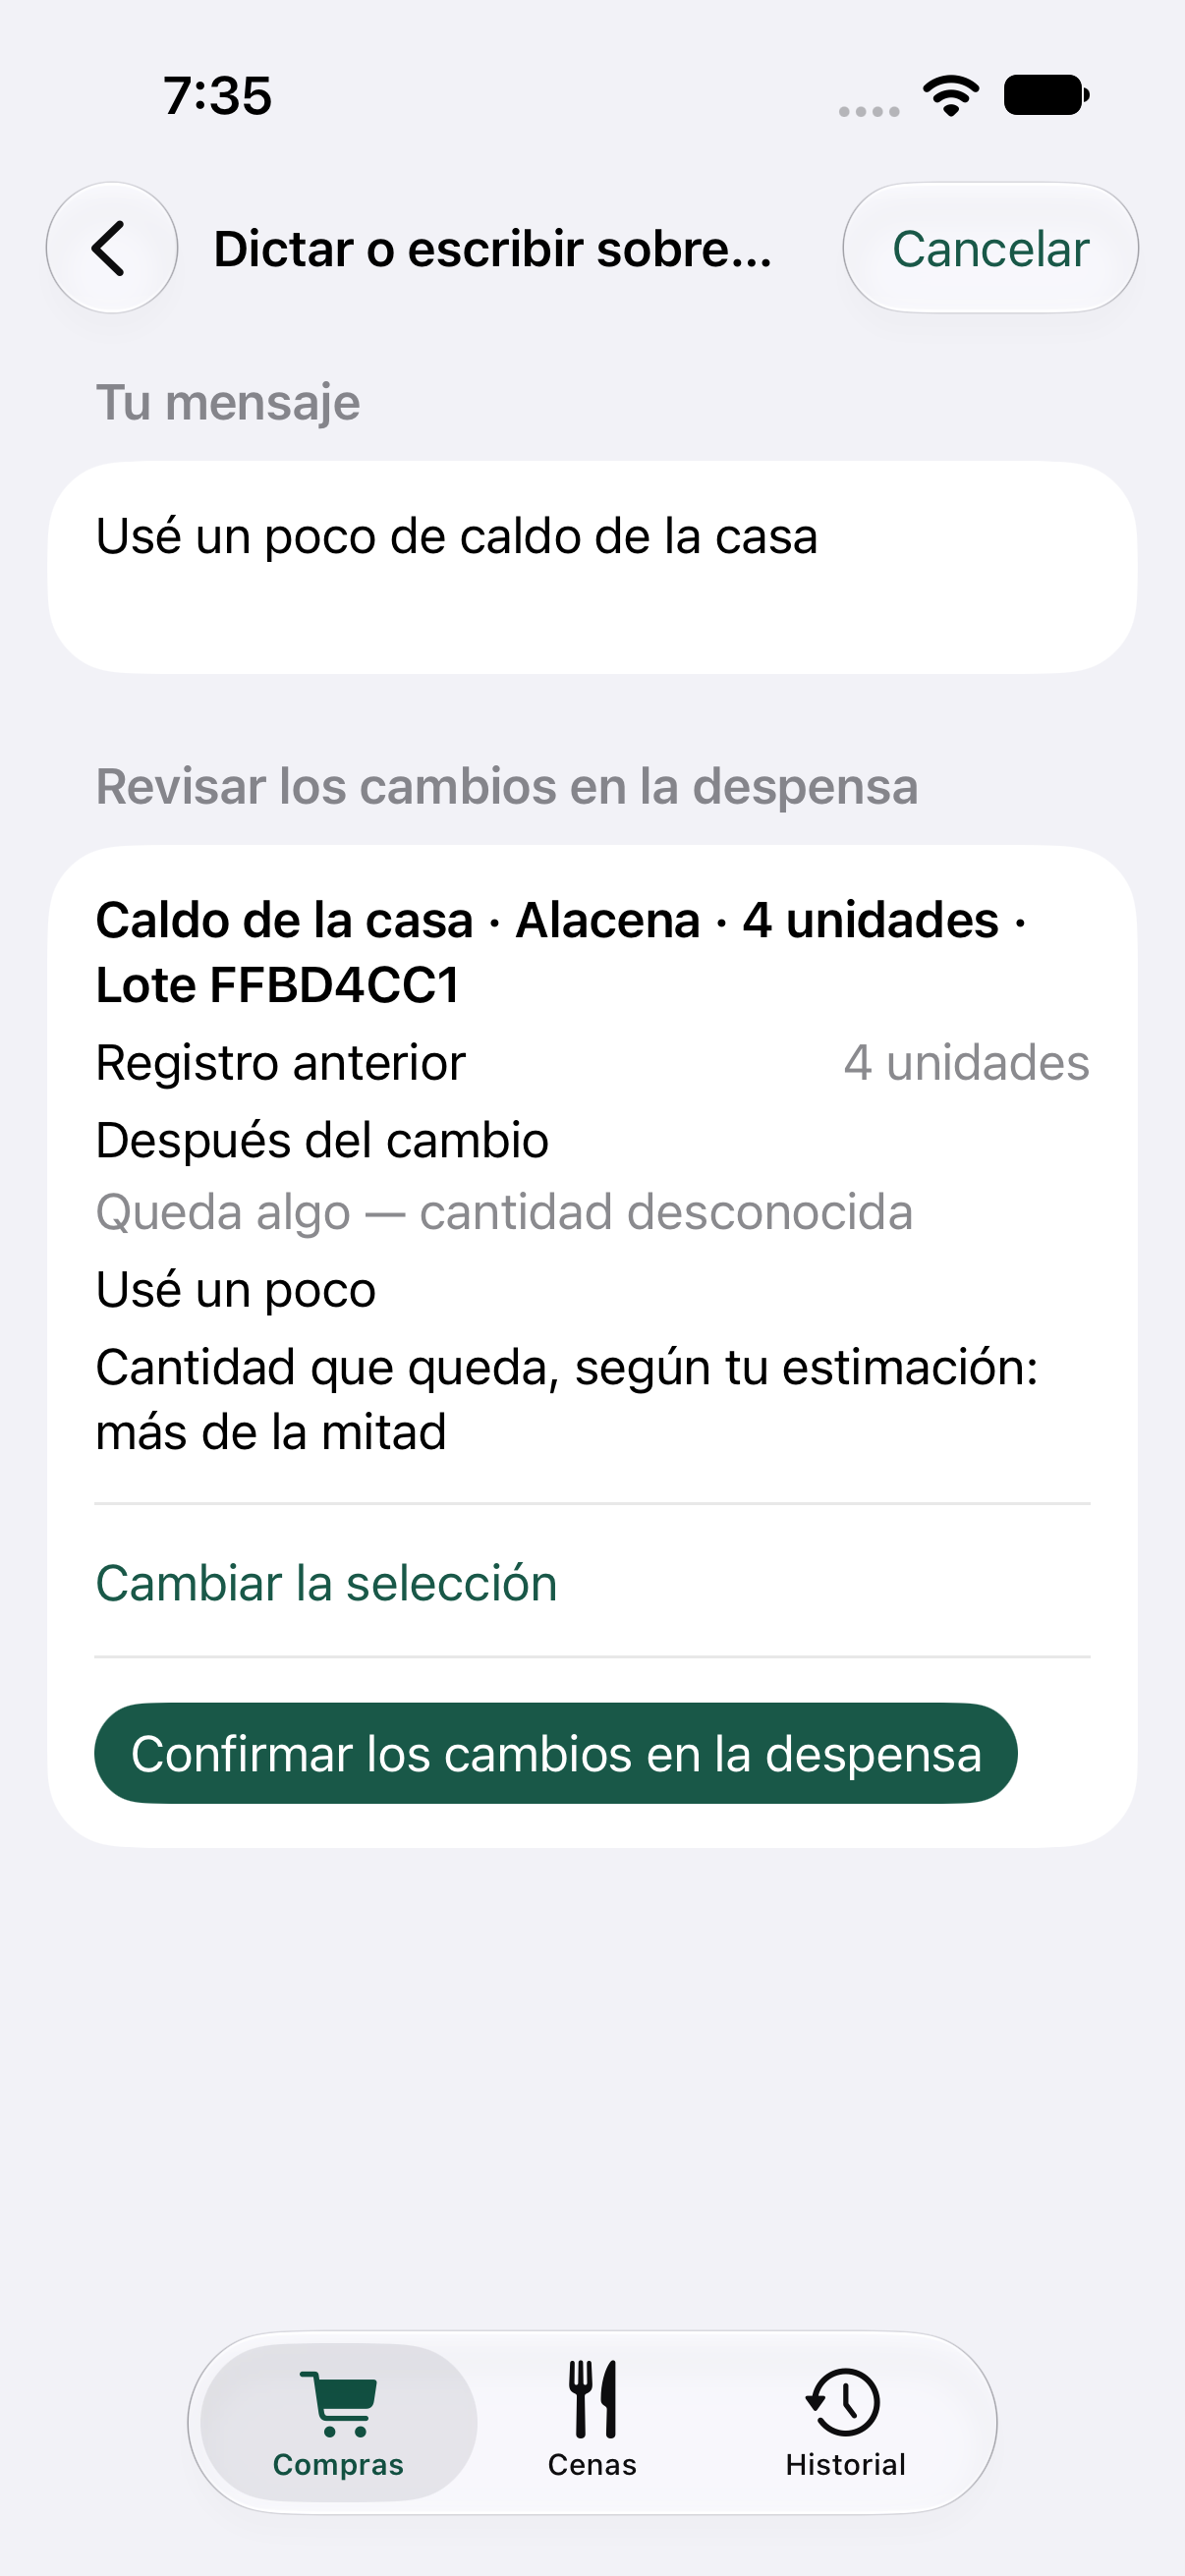 7:35
Dictar o escribir sobre...
Cancelar
Tu mensaje
Usé un poco de caldo de la casa
Revisar los cambios en la despensa
Caldo de la casa · Alacena · 4 unidades ·
Lote FFBD4CC1
Registro anterior 4 unidades
Después del cambio
Queda algo — cantidad desconocida
Usé un poco
Cantidad que queda, según tu estimación:
más de la mitad
Cambiar la selección
Confirmar los cambios en la despensa
Compras
Cenas
Historial